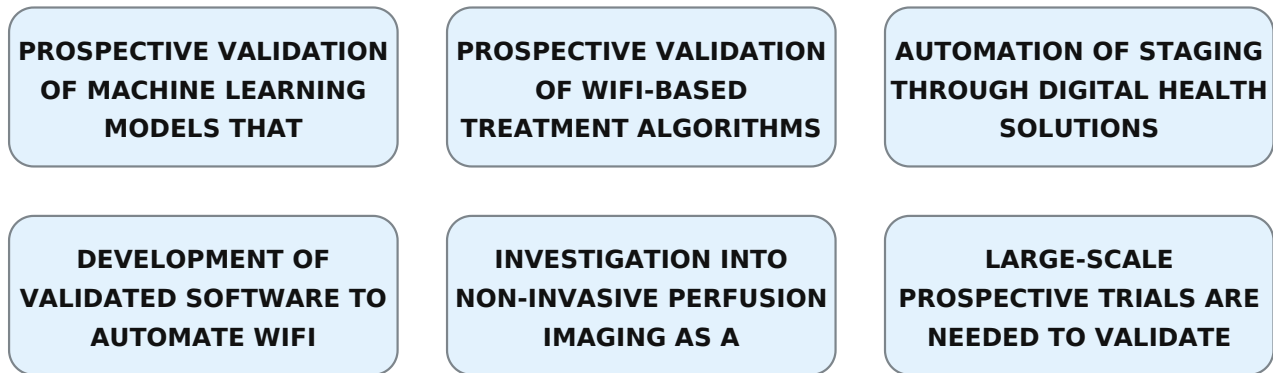 PROSPECTIVE VALIDATION
OF MACHINE LEARNING
MODELS THAT
PROSPECTIVE VALIDATION
OF WIFI-BASED
TREATMENT ALGORITHMS
AUTOMATION OF STAGING
THROUGH DIGITAL HEALTH
SOLUTIONS
DEVELOPMENT OF
VALIDATED SOFTWARE TO
AUTOMATE WIFI
INVESTIGATION INTO
NON-INVASIVE PERFUSION
IMAGING AS A
LARGE-SCALE
PROSPECTIVE TRIALS ARE
NEEDED TO VALIDATE